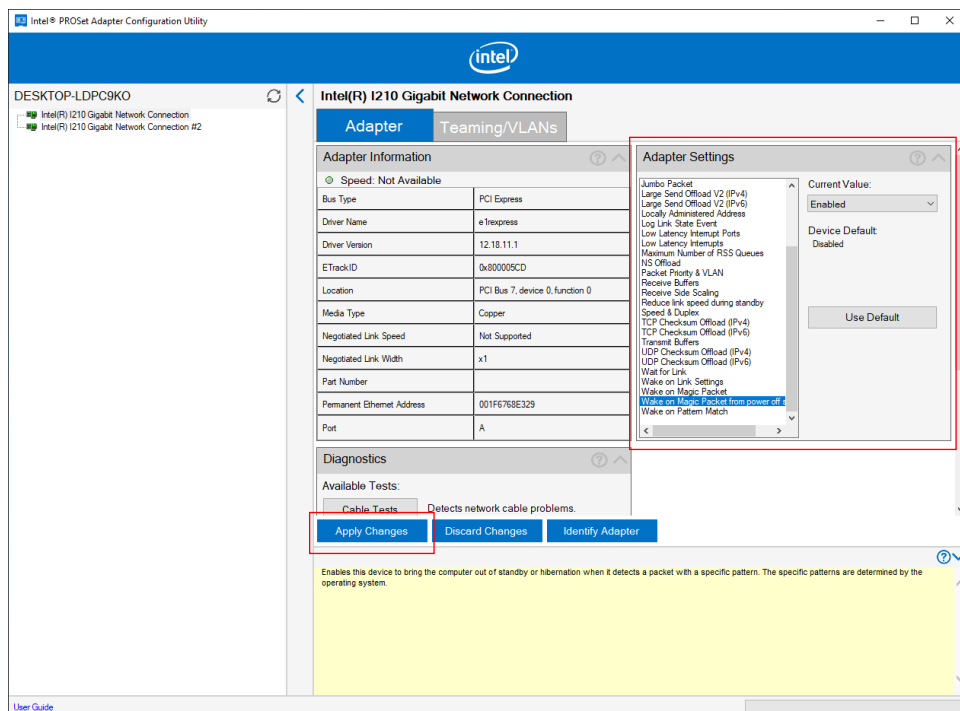 Intel® PROSet Adapter Configuration Utility
intel
DESKTOP-LDPC9KO
Intel(R) I210 Gigabit Network Connection
Intel(R) I210 Gigabit Network Connection #2
Intel(R) I210 Gigabit Network Connection
Adapter
Teaming/VLANs
Adapter Information
Speed: Not Available
Bus Type PCI Express
Driver Name e1rexpress
Driver Version 12.18.11.1
ETrackID 0x800005CD
Location PCI Bus 7, device 0, function 0
Media Type Copper
Negotiated Link Speed Not Supported
Negotiated Link Width x1
Part Number
Permanent Ethernet Address 001F6768E329
Port A
Diagnostics
Available Tests:
Cable Tests Detects network cable problems.
Adapter Settings
Jumbo Packet
Large Send Offload V2 (IPv4)
Large Send Offload V2 (IPv6)
Locally Administered Address
Log Link State Event
Low Latency Interrupt Ports
Low Latency Interrupts
Maximum Number of RSS Queues
NS Offload
Packet Priority & VLAN
Receive Buffers
Receive Side Scaling
Reduce link speed during standby
Speed & Duplex
TCP Checksum Offload (IPv4)
TCP Checksum Offload (IPv6)
Transmit Buffers
UDP Checksum Offload (IPv4)
UDP Checksum Offload (IPv6)
Wait for Link
Wake on Link Settings
Wake on Magic Packet
Wake on Magic Packet from power off s
Wake on Pattern Match
Current Value:
Enabled
Device Default:
Disabled
Use Default
Apply Changes
Discard Changes
Identify Adapter
Enables this device to bring the computer out of standby or hibernation when it detects a packet with a specific pattern. The specific patterns are determined by the
operating system.
User Guide